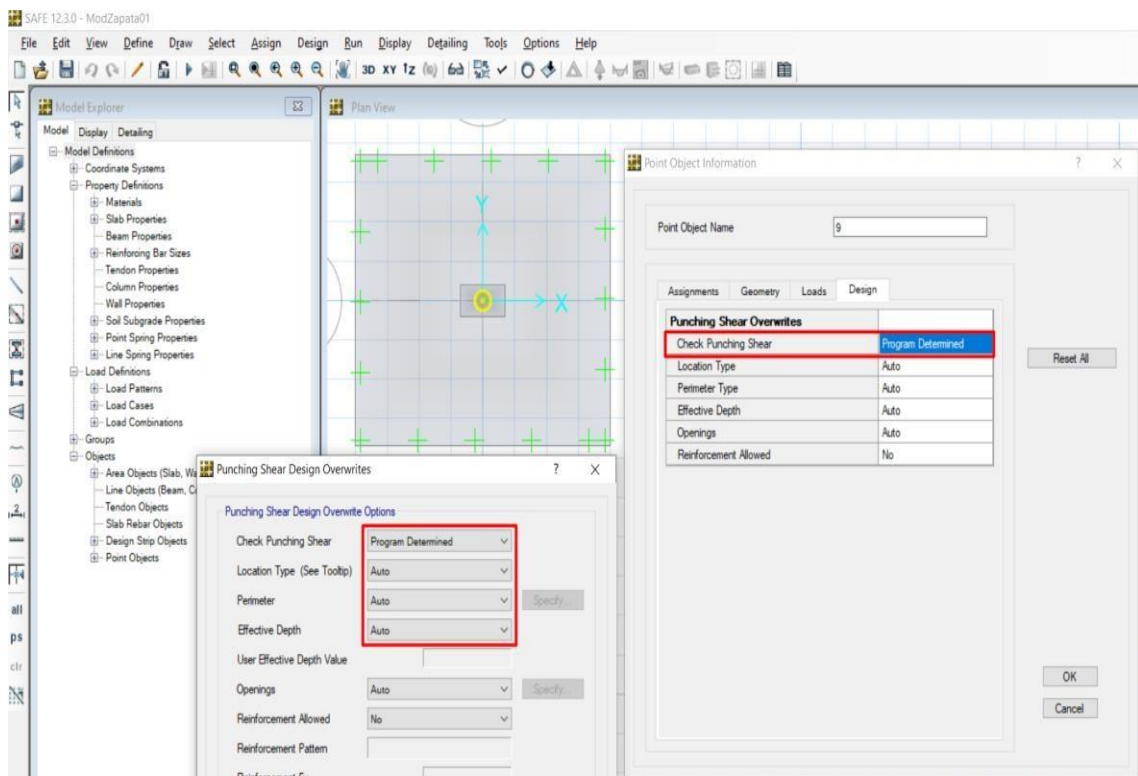 SAFE 12.3.0 - ModZapata01
File Edit View Define Draw Select Assign Design Run Display Detailing Tools Options Help
3D XY 1Z
Model Explorer
Model Display Detailing
Model Definitions
Coordinate Systems
Property Definitions
Materials
Slab Properties
Beam Properties
Reinforcing Bar Sizes
Tendon Properties
Column Properties
Wall Properties
Soil Subgrade Properties
Point Spring Properties
Line Spring Properties
Load Definitions
Load Patterns
Load Cases
Load Combinations
Groups
Objects
Area Objects (Slab, Wa
Line Objects (Beam, C
Tendon Objects
Slab Rebar Objects
Design Strip Objects
Point Objects
all
ps
clr
Plan View
Y
X
Punching Shear Design Overwrites ? X
Punching Shear Design Overwrite Options
Check Punching Shear Program Determined
Location Type (See Tooltip) Auto
Perimeter Auto Specify...
Effective Depth Auto
User Effective Depth Value
Openings Auto Specify...
Reinforcement Allowed No
Reinforcement Pattern
Point Object Information ? X
Point Object Name 9
Assignments Geometry Loads Design
Punching Shear Overwrites
Check Punching Shear Program Determined
Location Type Auto
Perimeter Type Auto
Effective Depth Auto
Openings Auto
Reinforcement Allowed No
Reset All
OK
Cancel